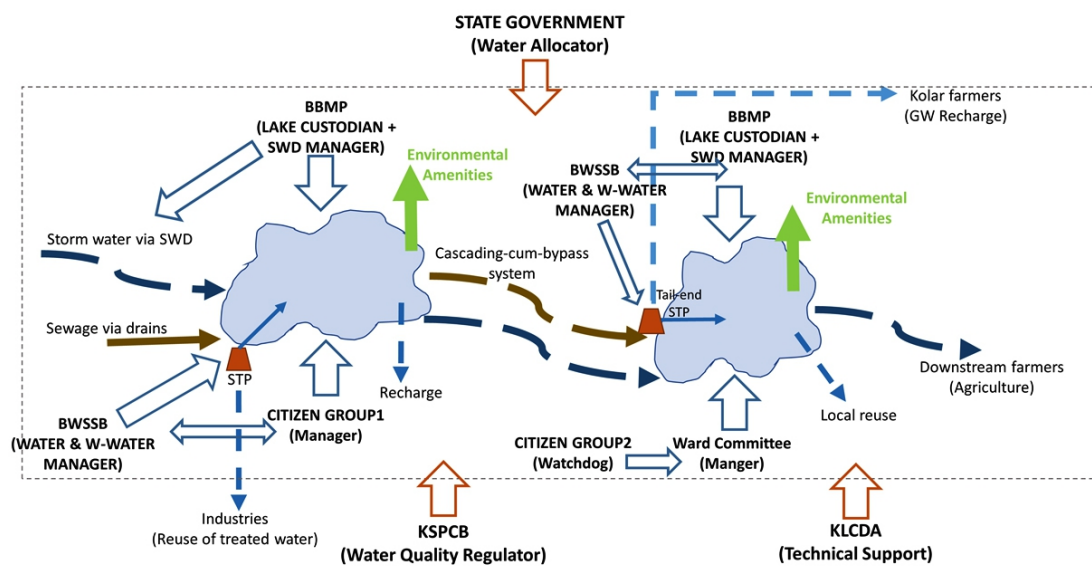 STATE GOVERNMENT
(Water Allocator)
BBMP
(LAKE CUSTODIAN +
SWD MANAGER)
Environmental
Amenities
Storm water via SWD
Sewage via drains
STP
BWSSB
(WATER & W-WATER
MANAGER)
CITIZEN GROUP1
(Manager)
Recharge
Industries
(Reuse of treated water)
Cascading-cum-bypass
system
Kolar farmers
(GW Recharge)
BBMP
(LAKE CUSTODIAN +
SWD MANAGER)
BWSSB
(WATER & W-WATER
MANAGER)
Environmental
Amenities
Tail-end
STP
Downstream farmers
(Agriculture)
Local reuse
CITIZEN GROUP2
(Watchdog)
Ward Committee
(Manger)
KSPCB
(Water Quality Regulator)
KLCDA
(Technical Support)